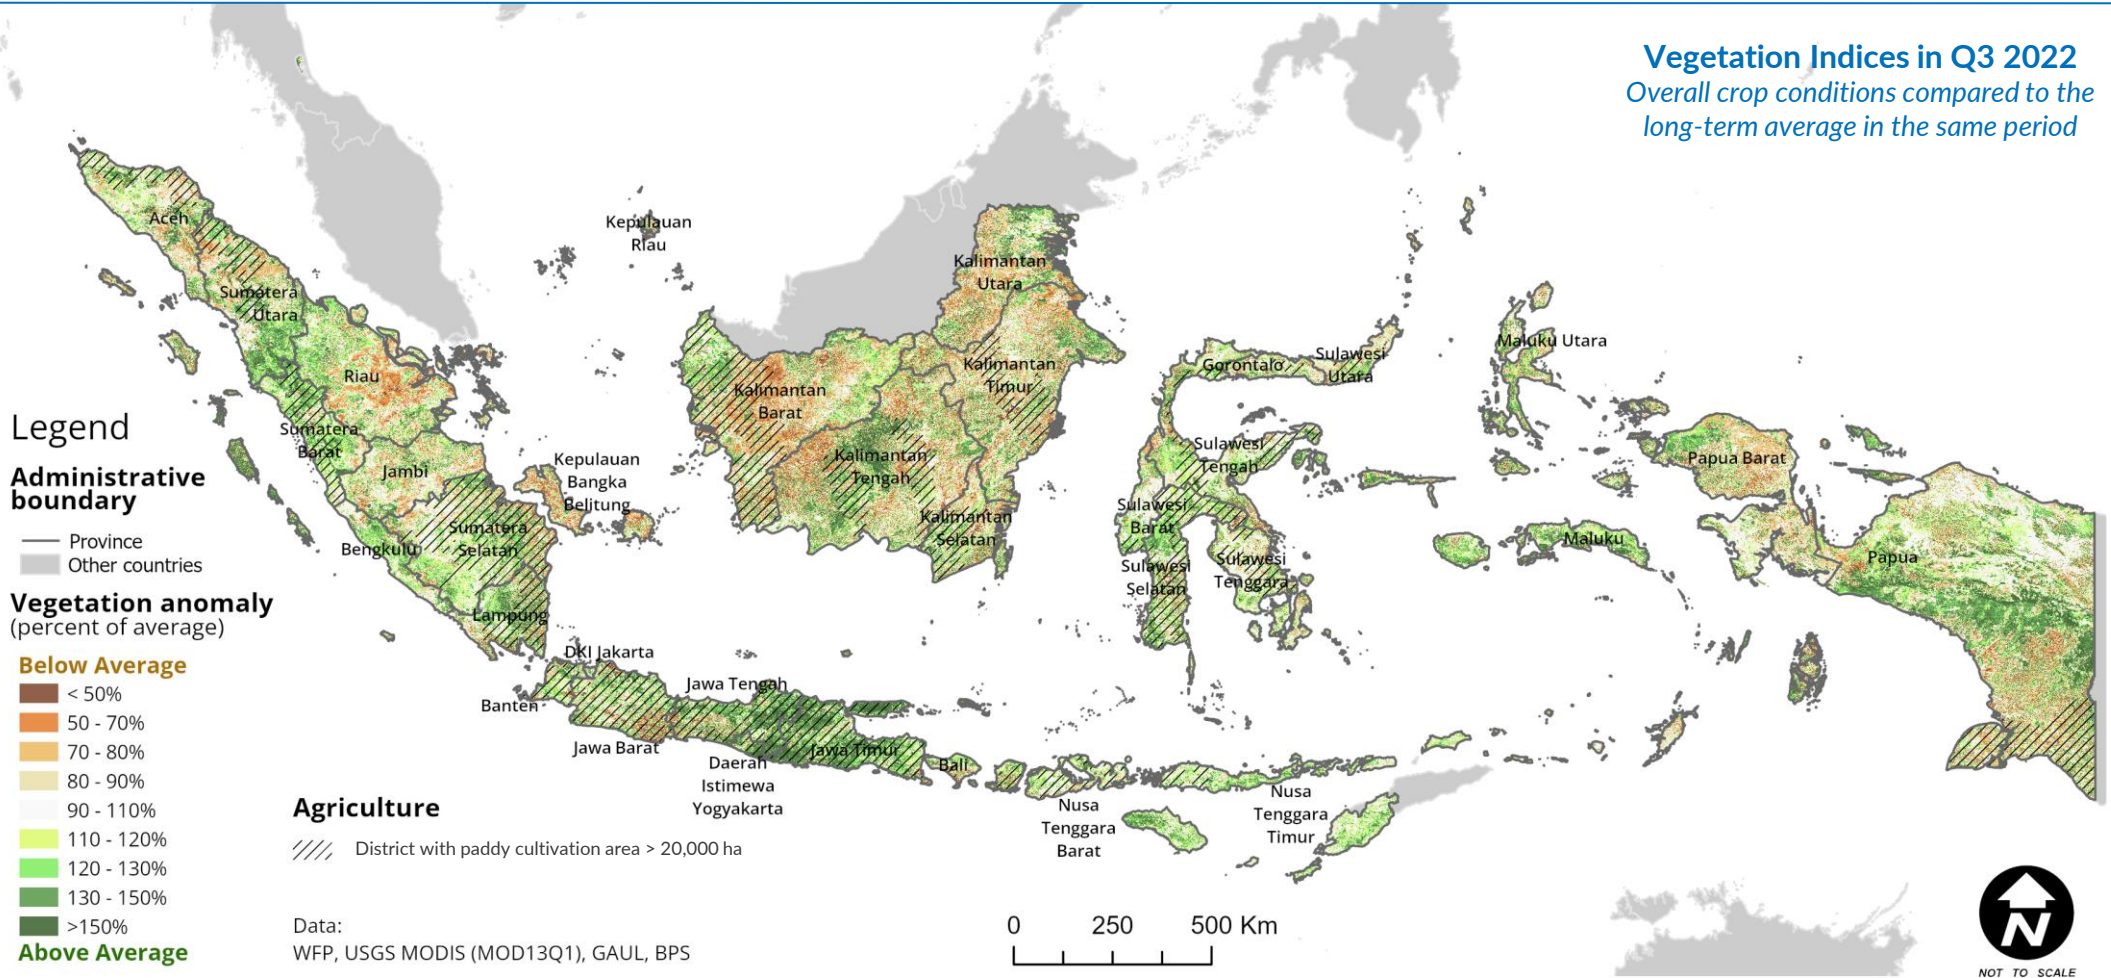 Vegetation Indices in Q3 2022
Overall crop conditions compared to the
long-term average in the same period
Aceh
Sumatera
Utara
Riau
Kepulauan
Riau
Sumatera
Barat
Jambi
Kepulauan
Bangka
Belitung
Bengkulu
Sumatera
Selatan
Lampung
DKI Jakarta
Banten
Jawa Barat
Jawa Tengah
Daerah
Istimewa
Yogyakarta
Jawa Timur
Bali
Nusa
Tenggara
Barat
Nusa
Tenggara
Timur
Kalimantan
Utara
Kalimantan
Timur
Kalimantan
Barat
Kalimantan
Tengah
Kalimantan
Selatan
Gorontalo
Sulawesi
Utara
Sulawesi
Tengah
Sulawesi
Barat
Sulawesi
Selatan
Sulawesi
Tenggara
Maluku Utara
Maluku
Papua Barat
Papua
Legend
Administrative
boundary
Province
Other countries
Vegetation anomaly
(percent of average)
Below Average
< 50%
50 - 70%
70 - 80%
80 - 90%
90 - 110%
110 - 120%
120 - 130%
130 - 150%
>150%
Above Average
Agriculture
District with paddy cultivation area > 20,000 ha
Data:
WFP, USGS MODIS (MOD13Q1), GAUL, BPS
0 250 500 Km
N
NOT TO SCALE